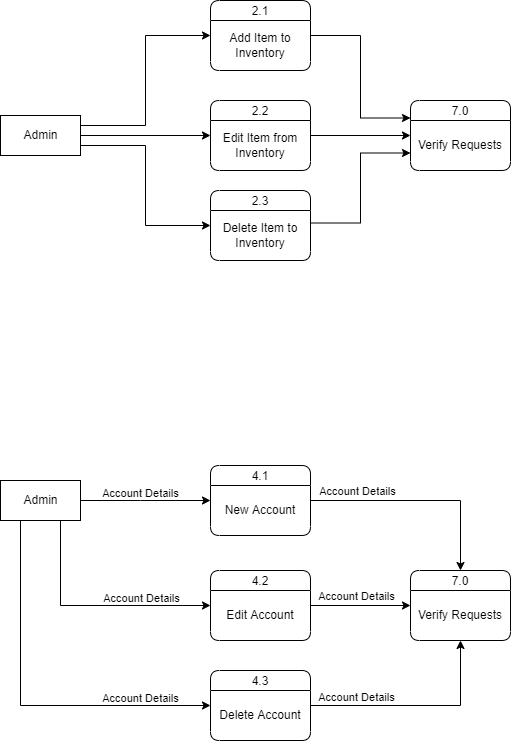 2.1
Add Item to
Inventory
Admin
2.2
Edit Item from
Inventory
7.0
Verify Requests
2.3
Delete Item to
Inventory
Admin
Account Details
4.1
New Account
Account Details
Account Details
4.2
Edit Account
Account Details
7.0
Verify Requests
Account Details
4.3
Delete Account
Account Details